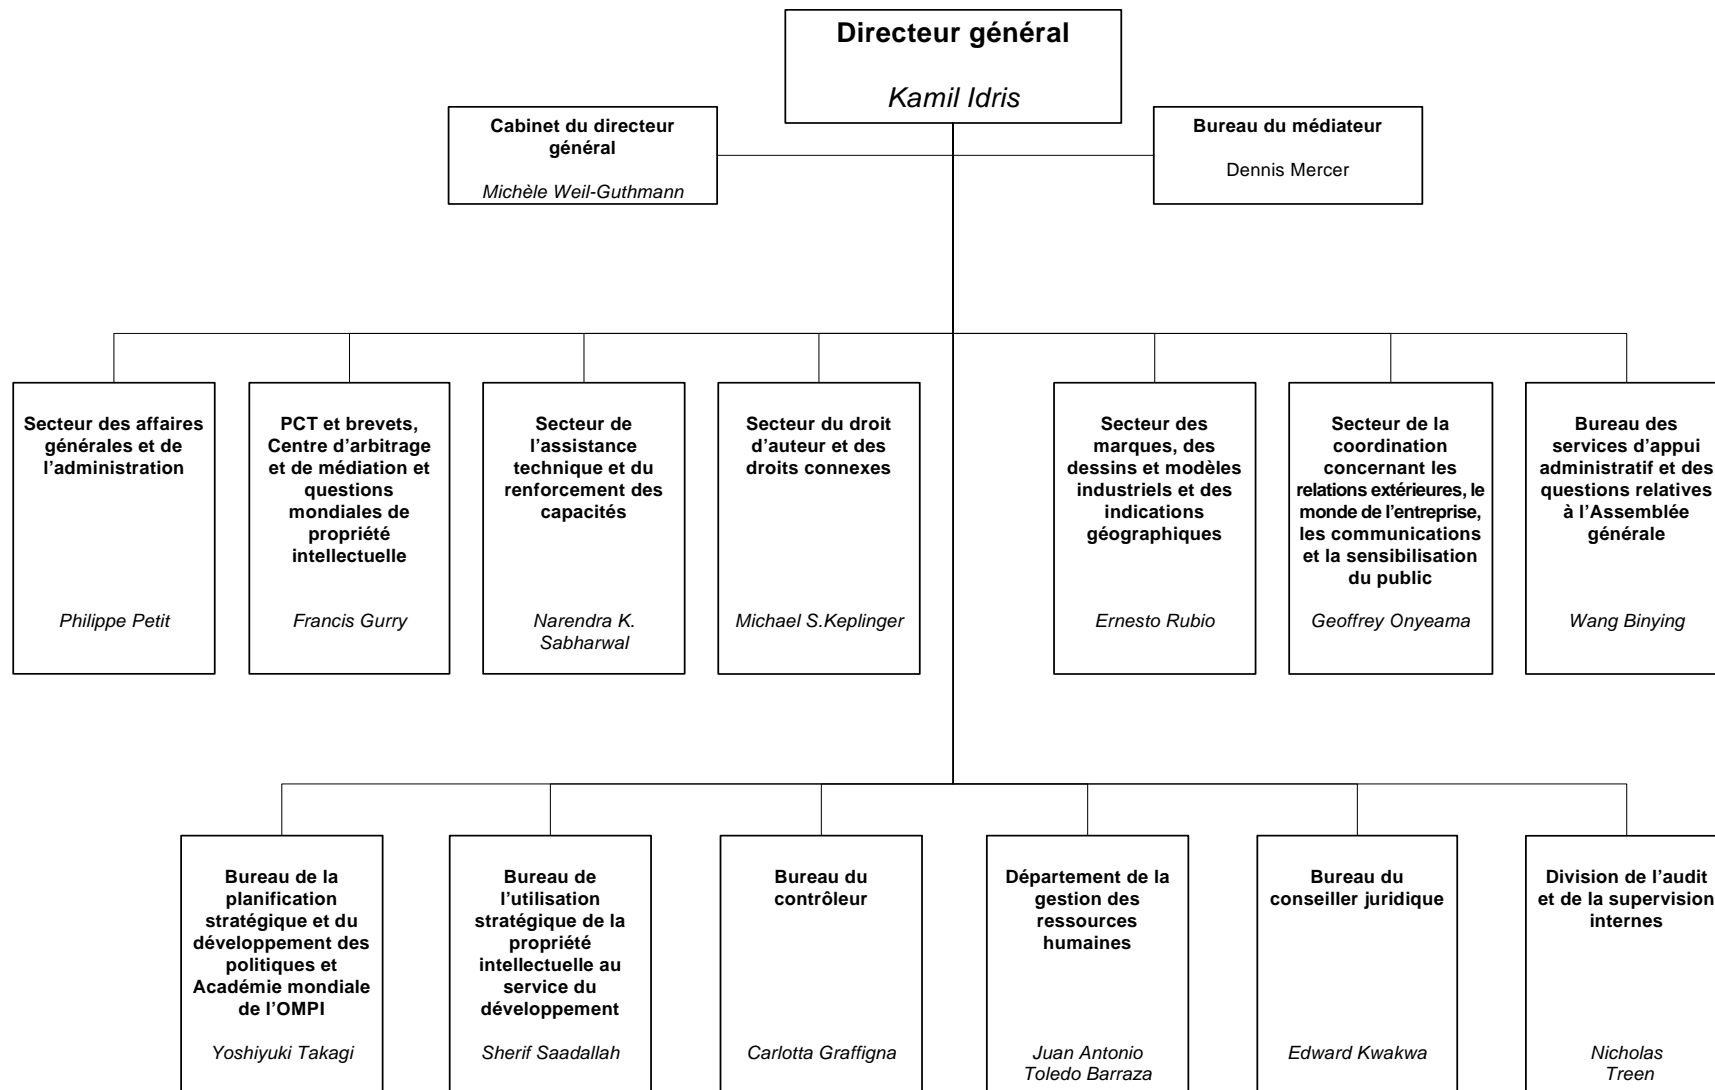 Directeur général
Kamil Idris
Cabinet du directeur
général
Michèle Weil-Guthmann
Bureau du médiateur
Dennis Mercer
Secteur des affaires
générales et de
l'administration
Philippe Petit
PCT et brevets,
Centre d'arbitrage
et de médiation et
questions
mondiales de
propriété
intellectuelle
Francis Gurry
Secteur de
l'assistance
technique et du
renforcement des
capacités
Narendra K.
Sabharwal
Secteur du droit
d'auteur et des
droits connexes
Michael S.Keplinger
Secteur des
marques, des
dessins et modèles
industriels et des
indications
géographiques
Ernesto Rubio
Secteur de la
coordination
concernant les
relations extérieures, le
monde de l'entreprise,
les communications
et la sensibilisation
du public
Geoffrey Onyeama
Bureau des
services d'appui
administratif et des
questions relatives
à l'Assemblée
générale
Wang Binying
Bureau de la
planification
stratégique et du
développement des
politiques et
Académie mondiale
de l'OMPI
Yoshiyuki Takagi
Bureau de
l'utilisation
stratégique de la
propriété
intellectuelle au
service du
développement
Sherif Saadallah
Bureau du
contrôleur
Carlotta Graffigna
Département de la
gestion des
ressources
humaines
Juan Antonio
Toledo Barraza
Bureau du
conseiller juridique
Edward Kwakwa
Division de l'audit
et de la supervision
internes
Nicholas
Treen